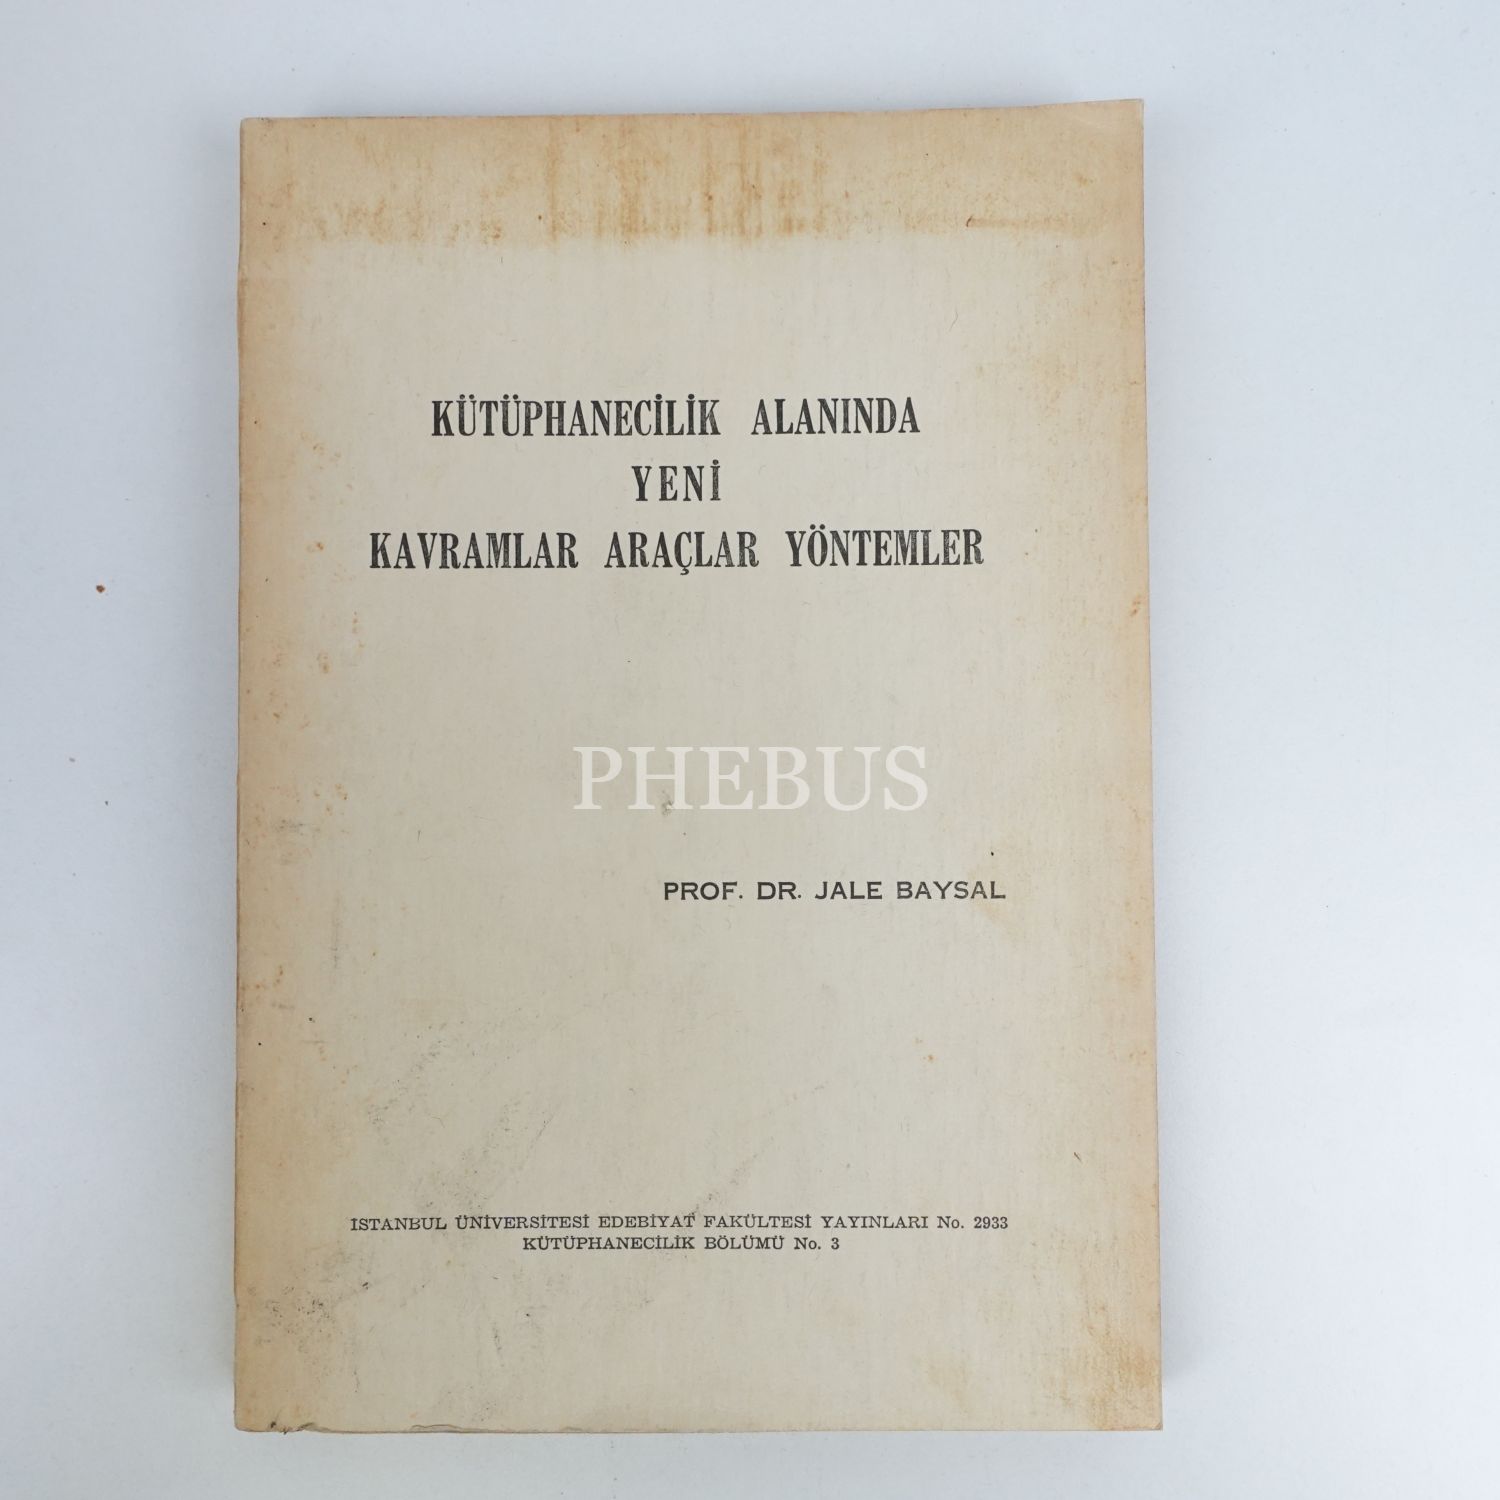 KÜTÜPHANECİLİK ALANINDA
YENİ
KAVRAMLAR ARAÇLAR YÖNTEMLER
PHEBUS
PROF. DR. JALE BAYSAL
İSTANBUL ÜNİVERSİTESİ EDEBİYAT FAKÜLTESİ YAYINLARI No. 2933
KÜTÜPHANECİLİK BÖLÜMÜ No. 3